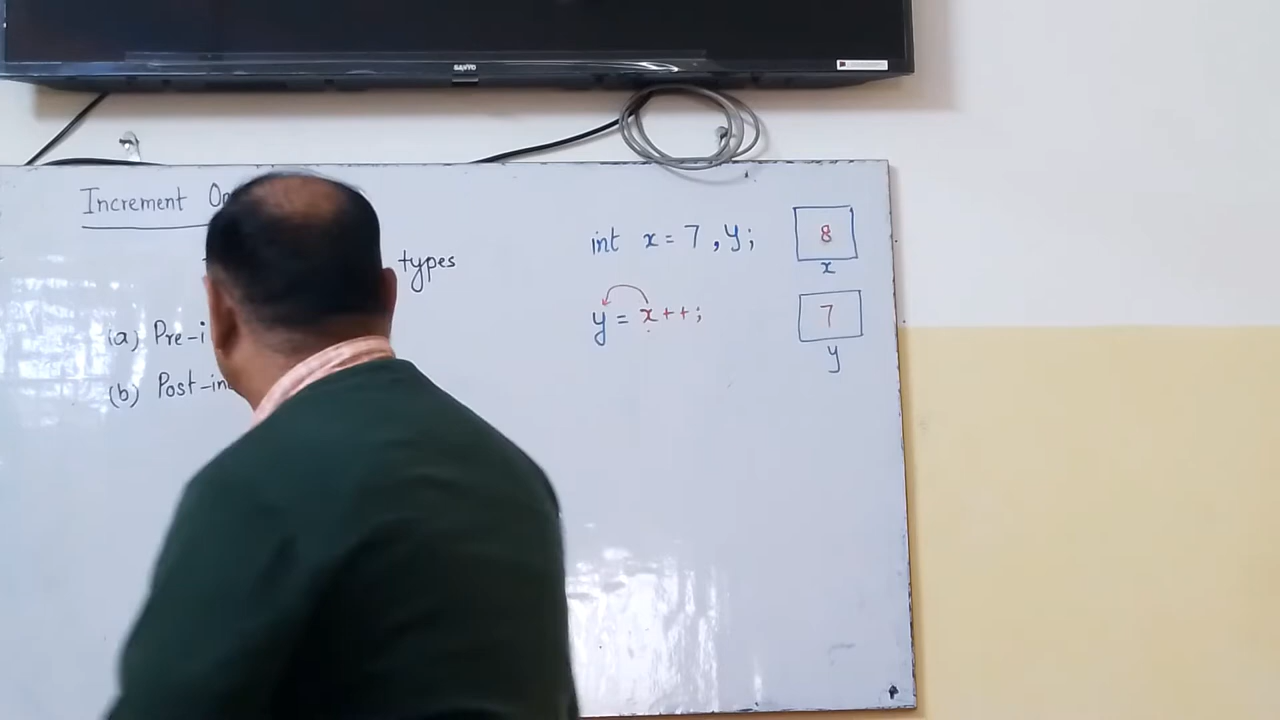 SANYO
Increment
types
(a) Pre-i
(b) Post-in
int x = 7 , y;
8
x
y = x++;
7
y